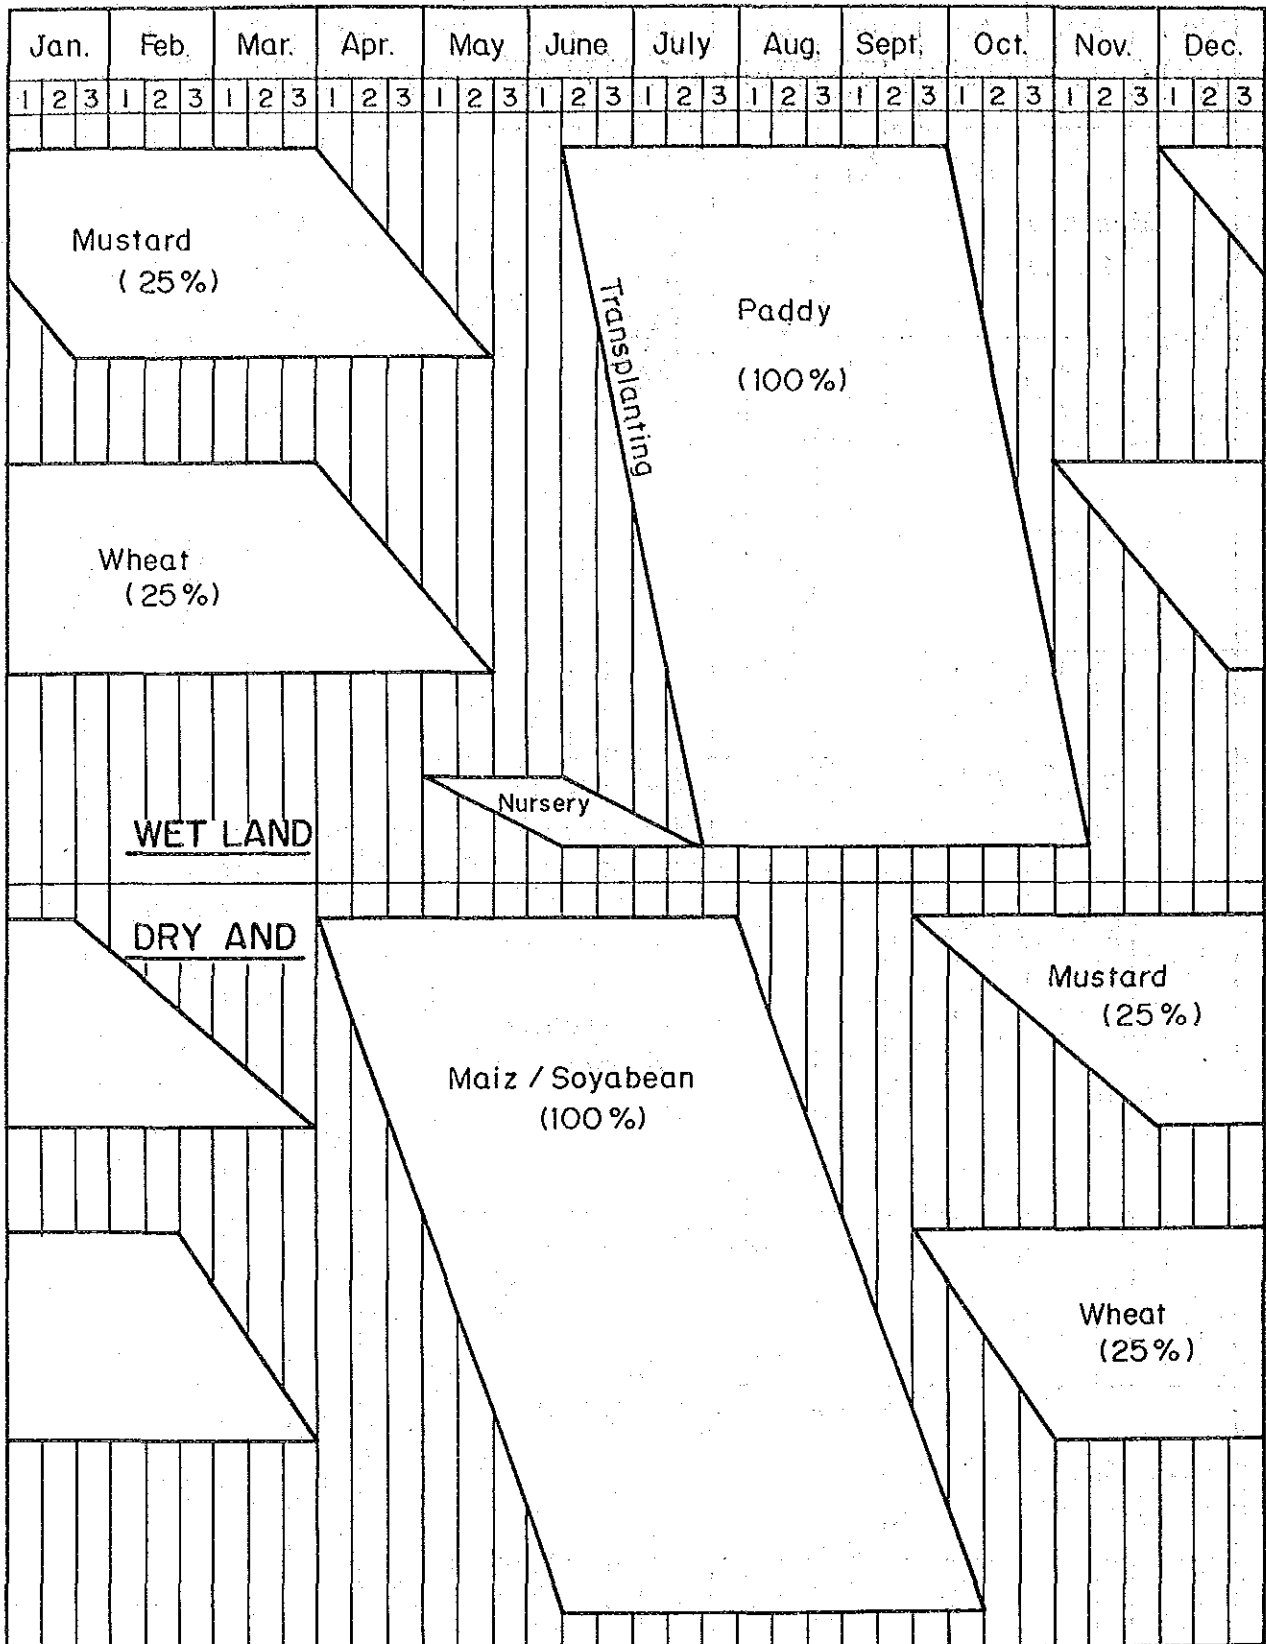 Jan. Feb. Mar. Apr. May June July Aug. Sept. Oct. Nov. Dec.
1 2 3 1 2 3 1 2 3 1 2 3 1 2 3 1 2 3 1 2 3 1 2 3 1 2 3 1 2 3 1 2 3 1 2 3
Mustard
(25%)
Transplanting
Paddy
(100%)
Wheat
(25%)
Nursery
WET LAND
DRY AND
Mustard
(25%)
Maiz / Soyabean
(100%)
Wheat
(25%)